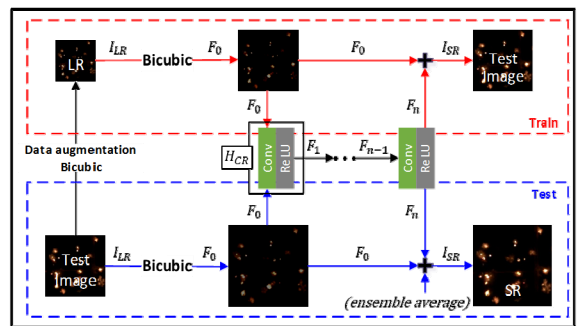 LR
I_LR
Bicubic
F_0
F_0
I_SR
Test
Image
F_0
F_n
Train
Data augmentation
Bicubic
H_CR
Conv
ReLU
F_1
F_{n-1}
Conv
ReLU
Test
F_0
F_n
Test
Image
I_LR
Bicubic
F_0
F_0
I_SR
SR
(ensemble average)